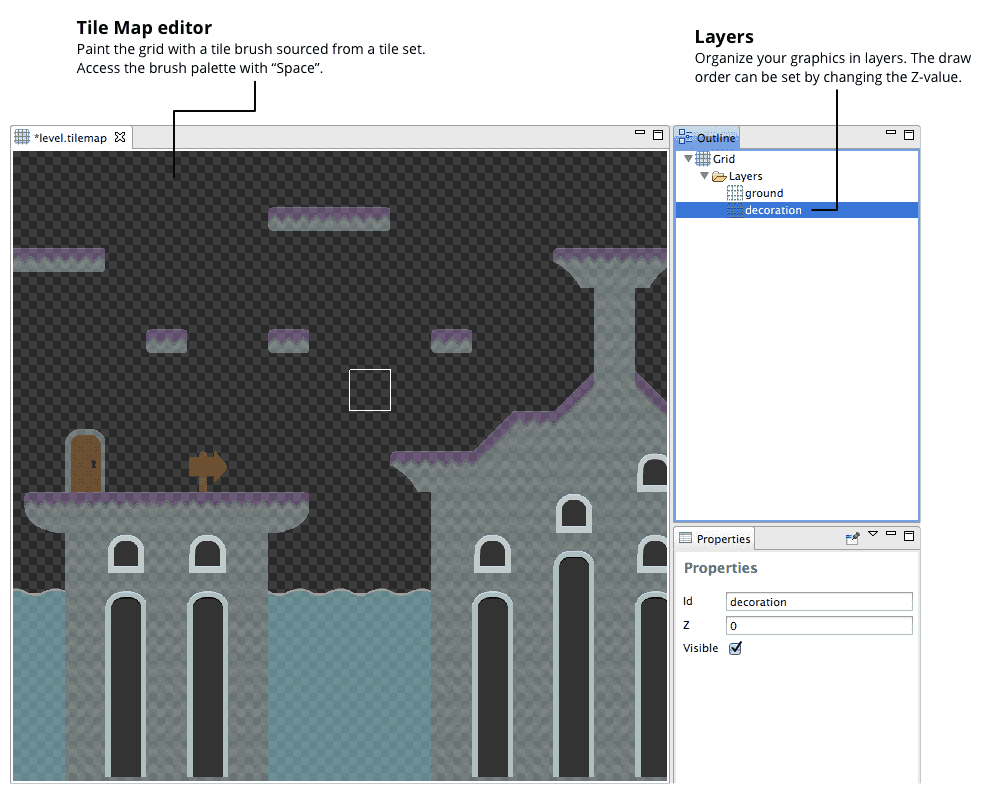 Tile Map editor
Paint the grid with a tile brush sourced from a tile set.
Access the brush palette with “Space”.
Layers
Organize your graphics in layers. The draw
order can be set by changing the Z-value.
*level.tilemap
Outline
Grid
Layers
ground
decoration
Properties
Properties
Id decoration
Z 0
Visible